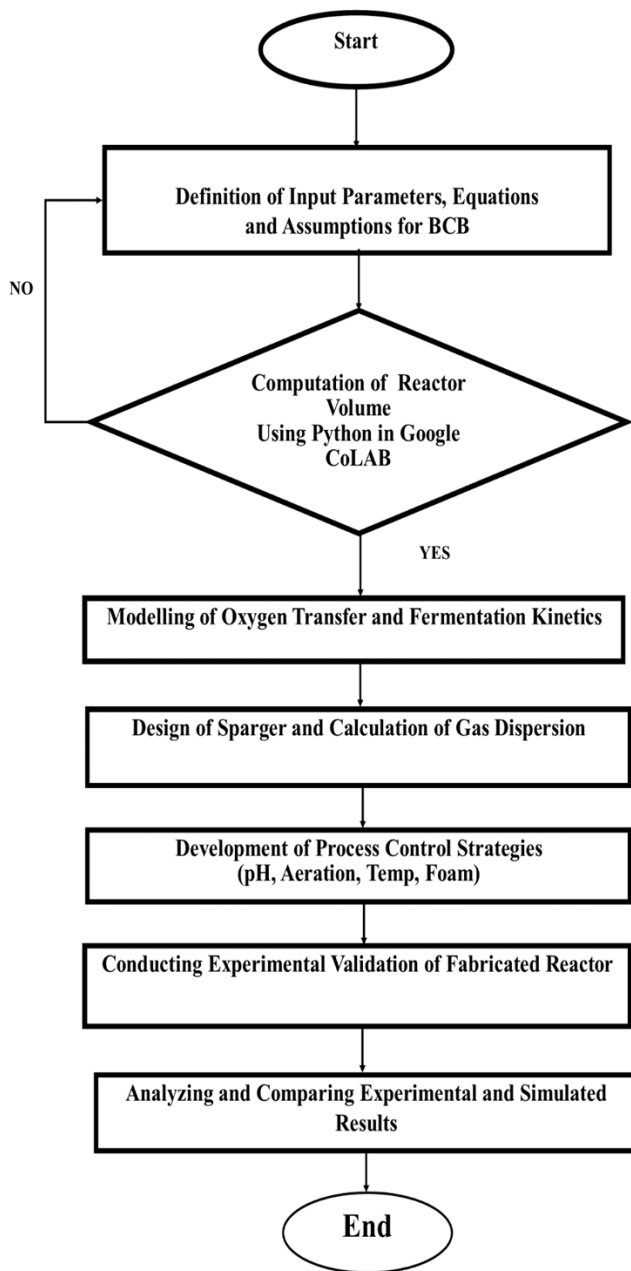 Start
Definition of Input Parameters, Equations
and Assumptions for BCB
NO
Computation of Reactor
Volume
Using Python in Google
CoLAB
YES
Modelling of Oxygen Transfer and Fermentation Kinetics
Design of Sparger and Calculation of Gas Dispersion
Development of Process Control Strategies
(pH, Aeration, Temp, Foam)
Conducting Experimental Validation of Fabricated Reactor
Analyzing and Comparing Experimental and Simulated
Results
End